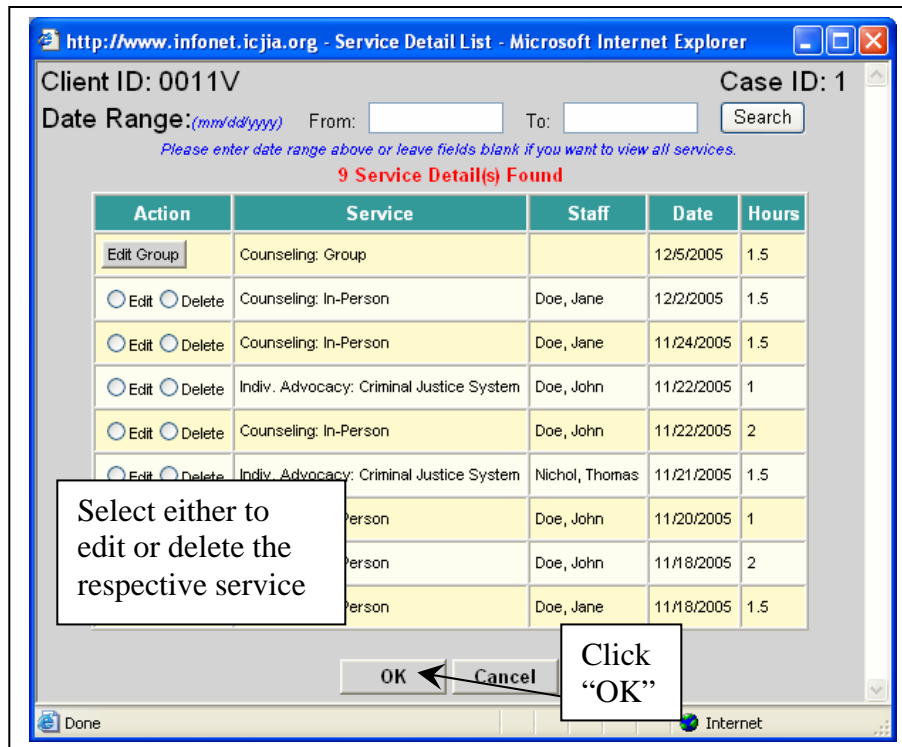 http://www.infonet.icjia.org - Service Detail List - Microsoft Internet Explorer
Client ID: 0011V Case ID: 1
Date Range:(mm/dd/yyyy) From: To: Search
Please enter date range above or leave fields blank if you want to view all services.
9 Service Detail(s) Found
Action Service Staff Date Hours
Edit Group Counseling: Group 12/5/2005 1.5
Edit Delete Counseling: In-Person Doe, Jane 12/2/2005 1.5
Edit Delete Counseling: In-Person Doe, Jane 11/24/2005 1.5
Edit Delete Indiv. Advocacy: Criminal Justice System Doe, John 11/22/2005 1
Edit Delete Counseling: In-Person Doe, John 11/22/2005 2
Edit Delete Indiv. Advocacy: Criminal Justice System Nichol, Thomas 11/21/2005 1.5
Person Doe, John 11/20/2005 1
Person Doe, John 11/18/2005 2
Person Doe, Jane 11/18/2005 1.5
Select either to
edit or delete the
respective service
OK Cancel
Click
“OK”
Done Internet